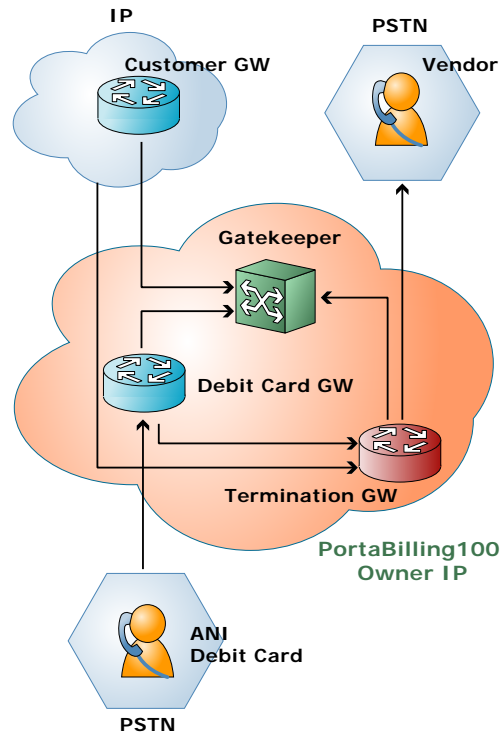 IP
PSTN
Customer GW
Vendor
Gatekeeper
Debit Card GW
Termination GW
PortaBilling100
Owner IP
ANI
Debit Card
PSTN